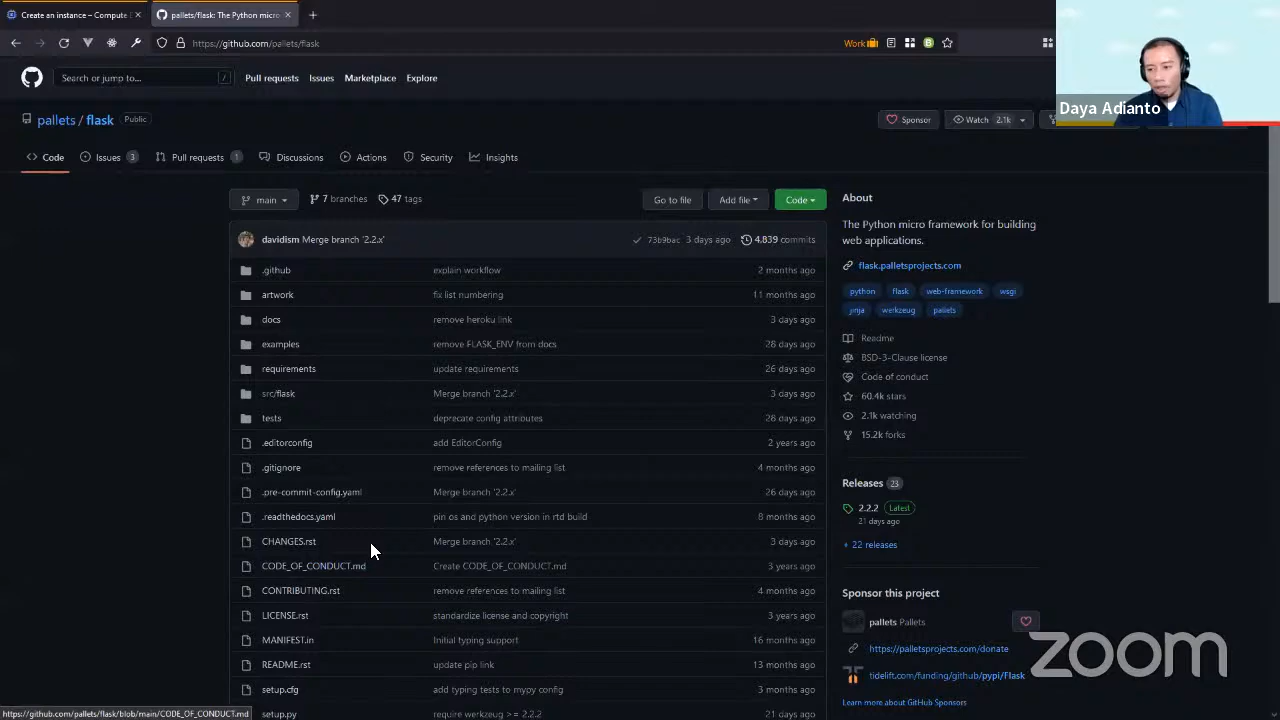 Create an instance – Compute E
pallets/flask: The Python micro
https://github.com/pallets/flask
Work
Daya Adianto
Search or jump to...
/
Pull requests
Issues
Marketplace
Explore
pallets / flask
Public
Sponsor
Watch 2.1k
Code
Issues 3
Pull requests 1
Discussions
Actions
Security
Insights
main
7 branches
47 tags
Go to file
Add file
Code
davidism Merge branch '2.2.x'
73b9bac 3 days ago
4,839 commits
.github explain workflow 2 months ago
artwork fix list numbering 11 months ago
docs remove heroku link 3 days ago
examples remove FLASK_ENV from docs 28 days ago
requirements update requirements 26 days ago
src/flask Merge branch '2.2.x' 3 days ago
tests deprecate config attributes 28 days ago
.editorconfig add EditorConfig 2 years ago
.gitignore remove references to mailing list 4 months ago
.pre-commit-config.yaml Merge branch '2.2.x' 26 days ago
.readthedocs.yaml pin os and python version in rtd build 8 months ago
CHANGES.rst Merge branch '2.2.x' 3 days ago
CODE_OF_CONDUCT.md Create CODE_OF_CONDUCT.md 3 years ago
CONTRIBUTING.rst remove references to mailing list 4 months ago
LICENSE.rst standardize license and copyright 3 years ago
MANIFEST.in Initial typing support 16 months ago
README.rst update pip link 13 months ago
setup.cfg add typing tests to mypy config 3 months ago
setup.py require werkzeug >= 2.2.2 21 days ago
About
The Python micro framework for building
web applications.
flask.palletsprojects.com
python flask web-framework wsgi
jinja werkzeug pallets
Readme
BSD-3-Clause license
Code of conduct
60.4k stars
2.1k watching
15.2k forks
Releases 23
2.2.2 Latest
21 days ago
+ 22 releases
Sponsor this project
pallets Pallets
https://palletsprojects.com/donate
tidelift.com/funding/github/pypi/Flask
Learn more about GitHub Sponsors
zoom
https://github.com/pallets/flask/blob/main/CODE_OF_CONDUCT.md